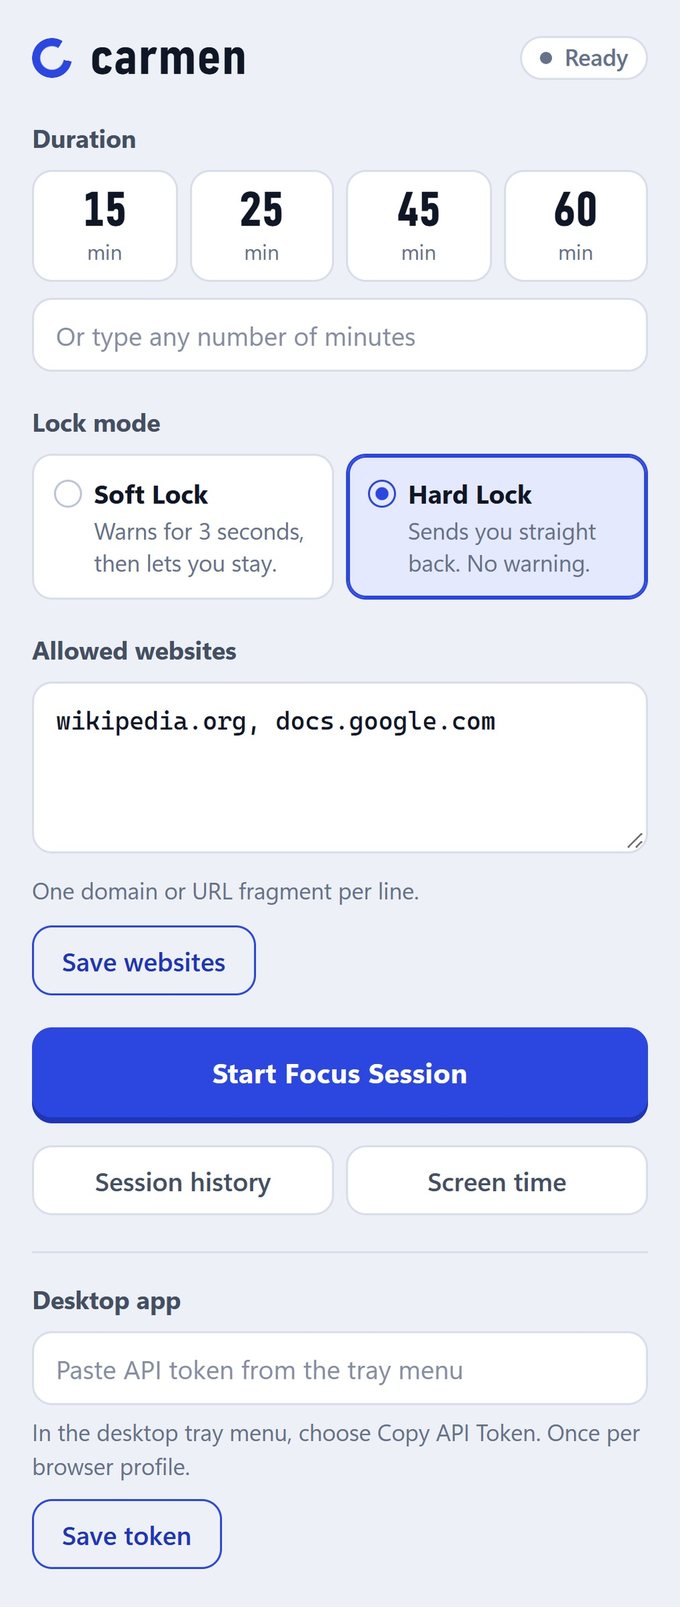 carmen
Ready
Duration
15 25 45 60
min min min min
Or type any number of minutes
Lock mode
Soft Lock
Warns for 3 seconds,
then lets you stay.
Hard Lock
Sends you straight
back. No warning.
Allowed websites
wikipedia.org, docs.google.com
One domain or URL fragment per line.
Save websites
Start Focus Session
Session history
Screen time
Desktop app
Paste API token from the tray menu
In the desktop tray menu, choose Copy API Token. Once per
browser profile.
Save token